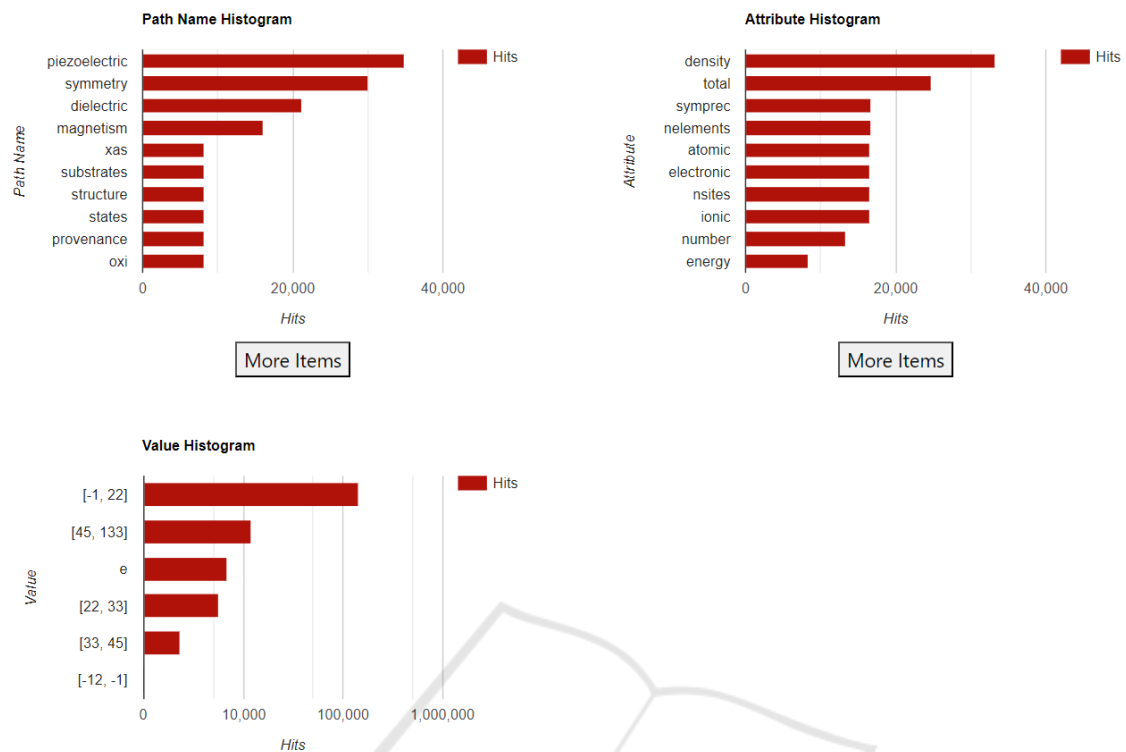 Path Name Histogram
Hits
Path Name
piezoelectric
symmetry
dielectric
magnetism
xas
substrates
structure
states
provenance
oxi
0 20,000 40,000
Hits
More Items
Attribute Histogram
Hits
Attribute
density
total
symprec
nelements
atomic
electronic
nsites
ionic
number
energy
0 20,000 40,000
Hits
More Items
Value Histogram
Hits
Value
[-1, 22]
[45, 133]
e
[22, 33]
[33, 45]
[-12, -1]
0 10,000 100,000 1,000,000
Hits